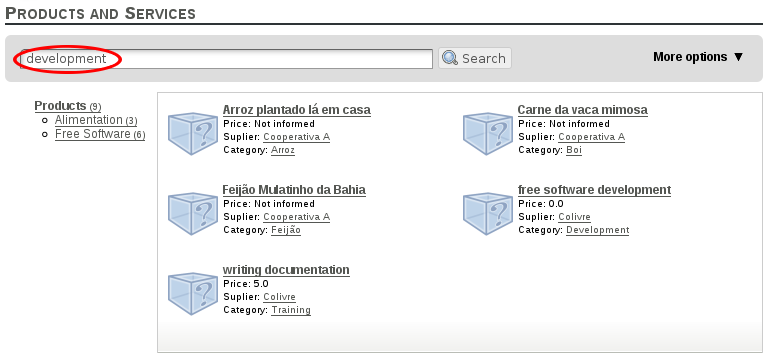 Products and Services
development
Search
More options ▼
Products (9)
Alimentation (3)
Free Software (6)
Arroz plantado lá em casa
Price: Not informed
Suplier: Cooperativa A
Category: Arroz
Carne da vaca mimosa
Price: Not informed
Suplier: Cooperativa A
Category: Boi
Feijão Mulatinho da Bahia
Price: Not informed
Suplier: Cooperativa A
Category: Feijão
free software development
Price: 0.0
Suplier: Colivre
Category: Development
writing documentation
Price: 5.0
Suplier: Colivre
Category: Training